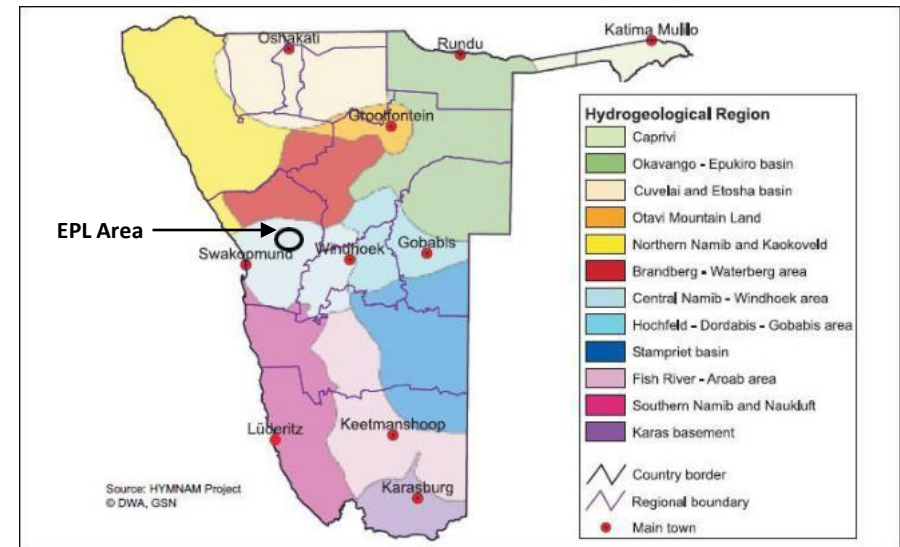 Oshakati
Rundu
Katima Mulilo
Grootfontein
EPL Area
Swakopmund
Windhoek
Gobabis
Lüderitz
Keetmanshoop
Karasburg
Source: HYMNAM Project
© DWA, GSN
Hydrogeological Region
Caprivi
Okavango - Epukiro basin
Cuvelai and Etosha basin
Otavi Mountain Land
Northern Namib and Kaokoveld
Brandberg - Waterberg area
Central Namib - Windhoek area
Hochfeld - Dordabis - Gobabis area
Stampriet basin
Fish River - Aroab area
Southern Namib and Naukluft
Karas basement
Country border
Regional boundary
Main town